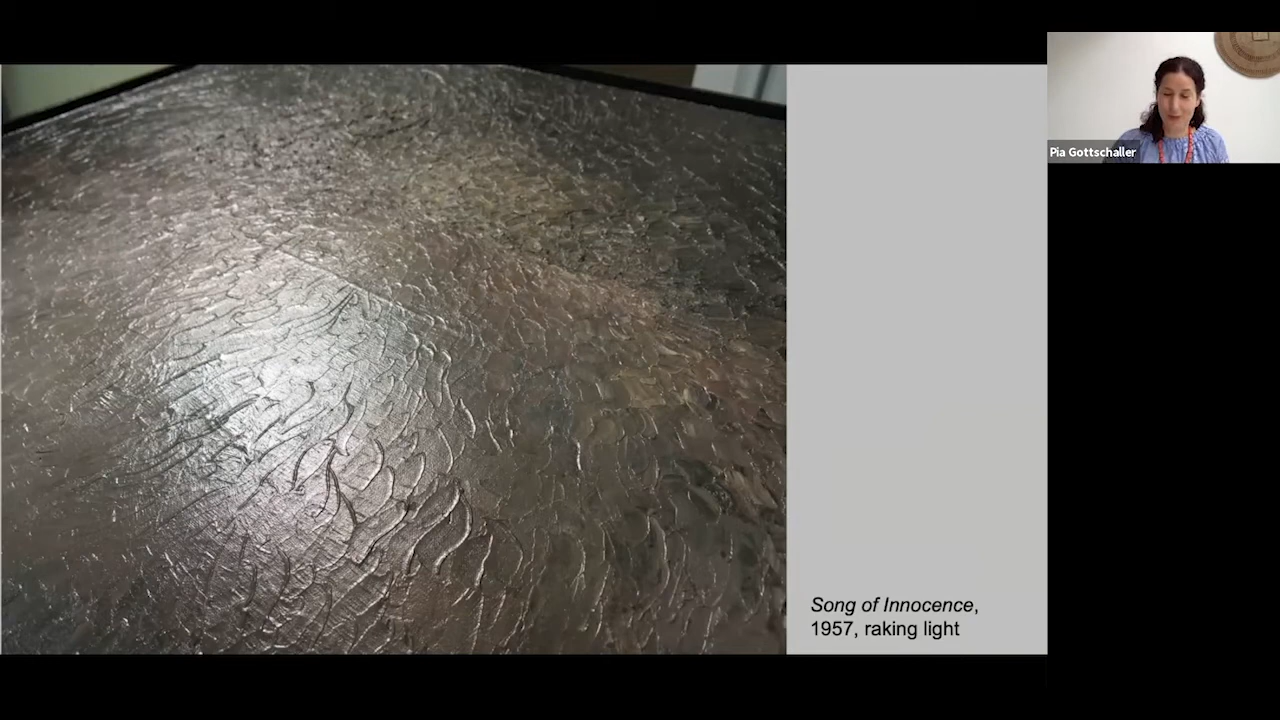 Pia Gottschaller
Song of Innocence,
1957, raking light